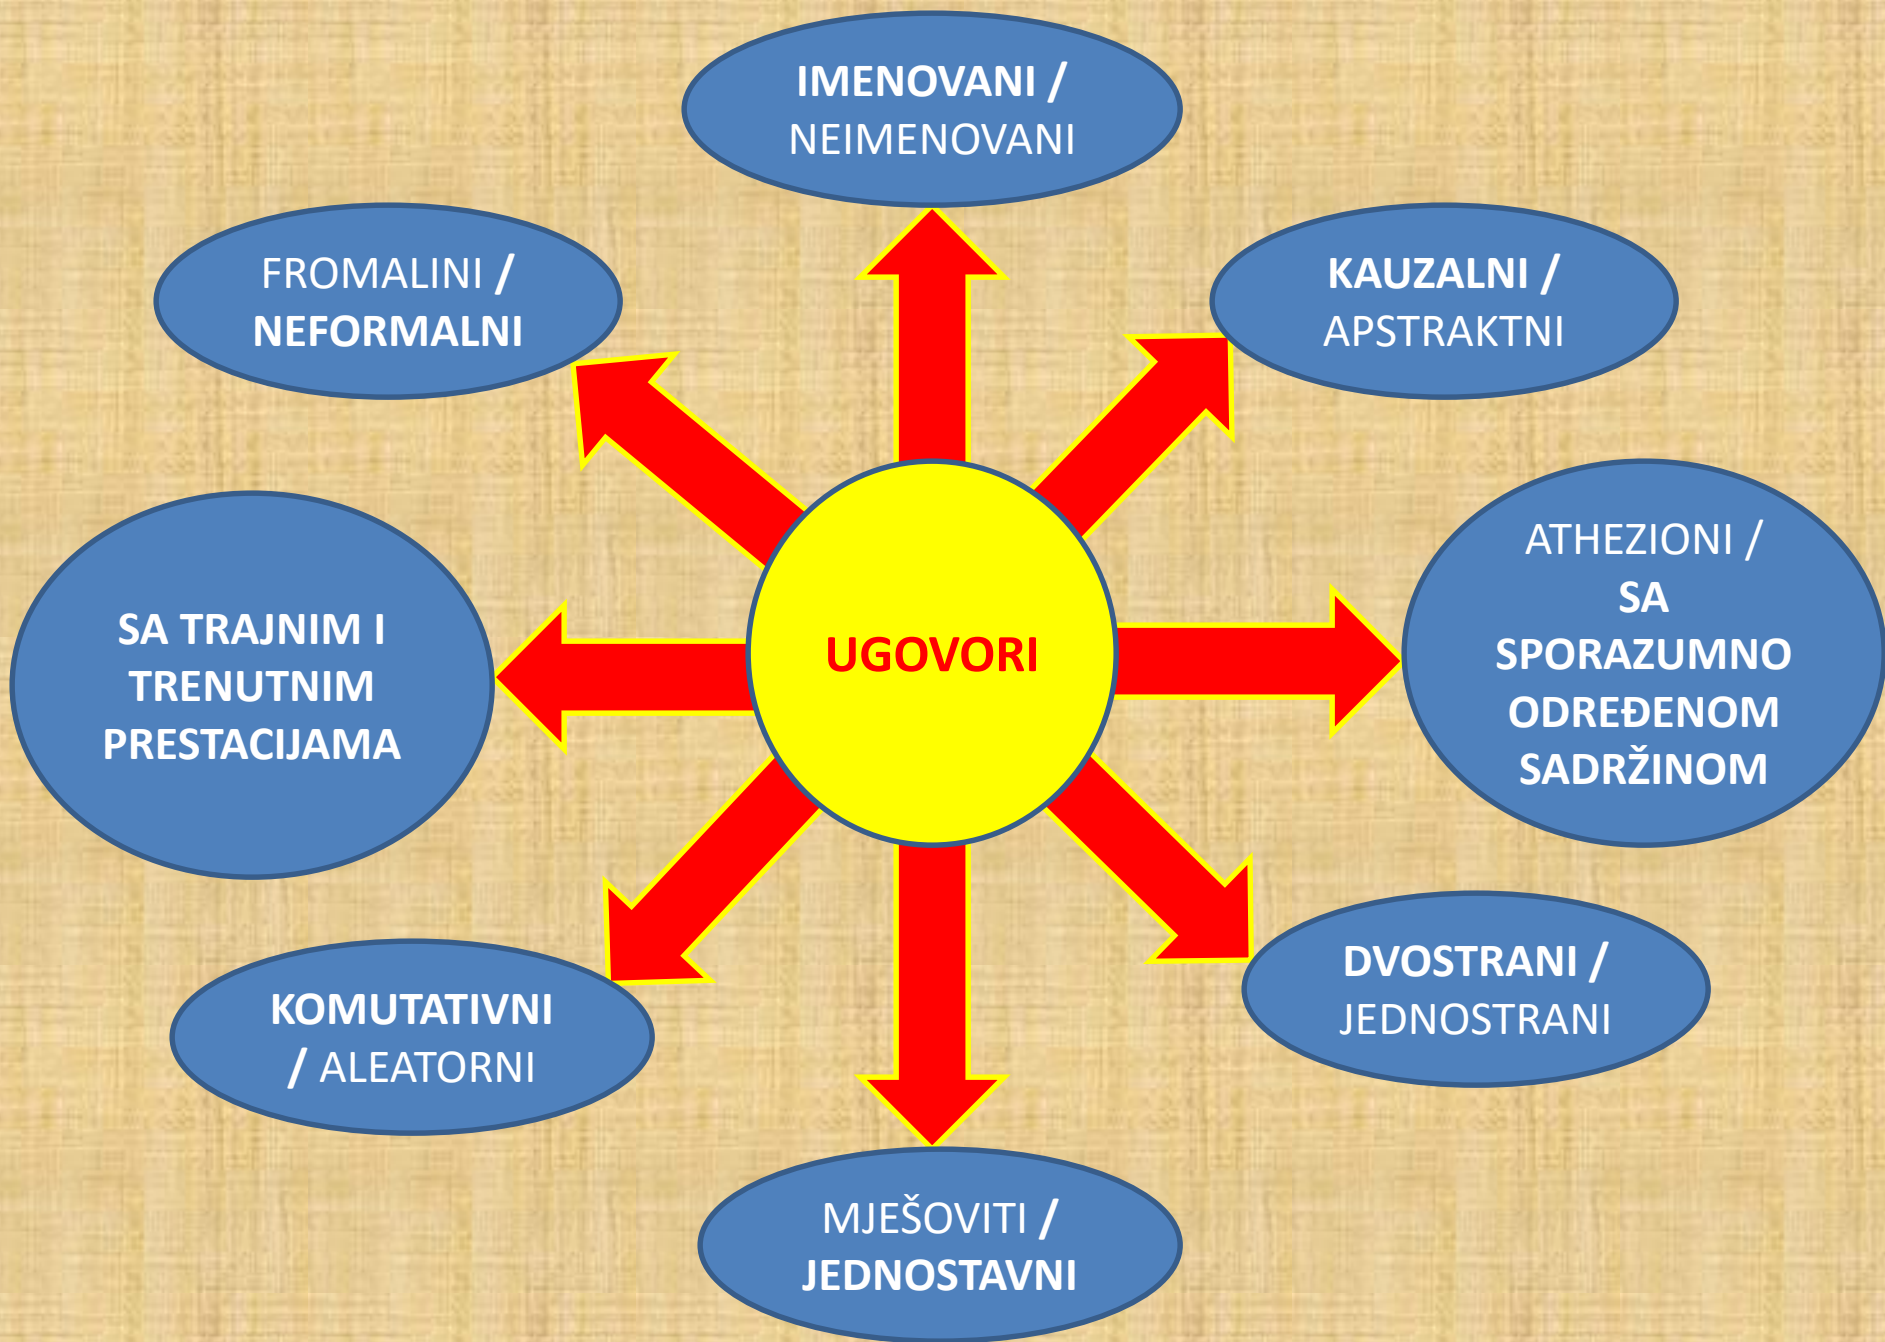 IMENOVANI /
NEIMENOVANI
FROMALINI /
NEFORMALNI
KAUZALNI /
APSTRAKTNI
SA TRAJNIM I
TRENUTNIM
PRESTACIJAMA
UGOVORI
ATHEZIONI /
SA
SPORAZUMNO
ODREĐENOM
SADRŽINOM
KOMUTATIVNI
/ ALEATORNI
DVOSTRANI /
JEDNOSTRANI
MJEŠOVITI /
JEDNOSTAVNI